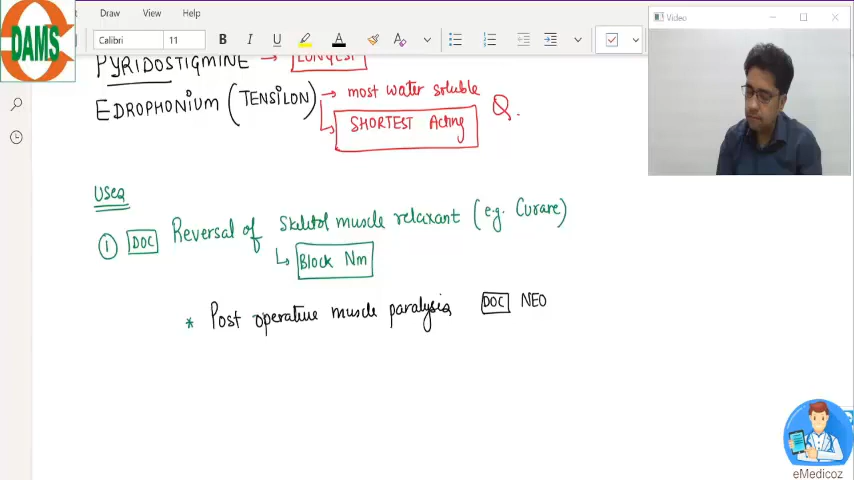 DAMS
Draw View Help
Calibri 11 B I U A
Video
PYRIDOSTIGMINE → LONGEST
EDROPHONIUM (TENSILON) → most water soluble
SHORTEST Acting Q.
Uses
① DOC Reversal of Skeletol muscle relaxant (e.g. Curare)
Block Nm
* Post operative muscle paralysis DOC NEO
eMedicoz